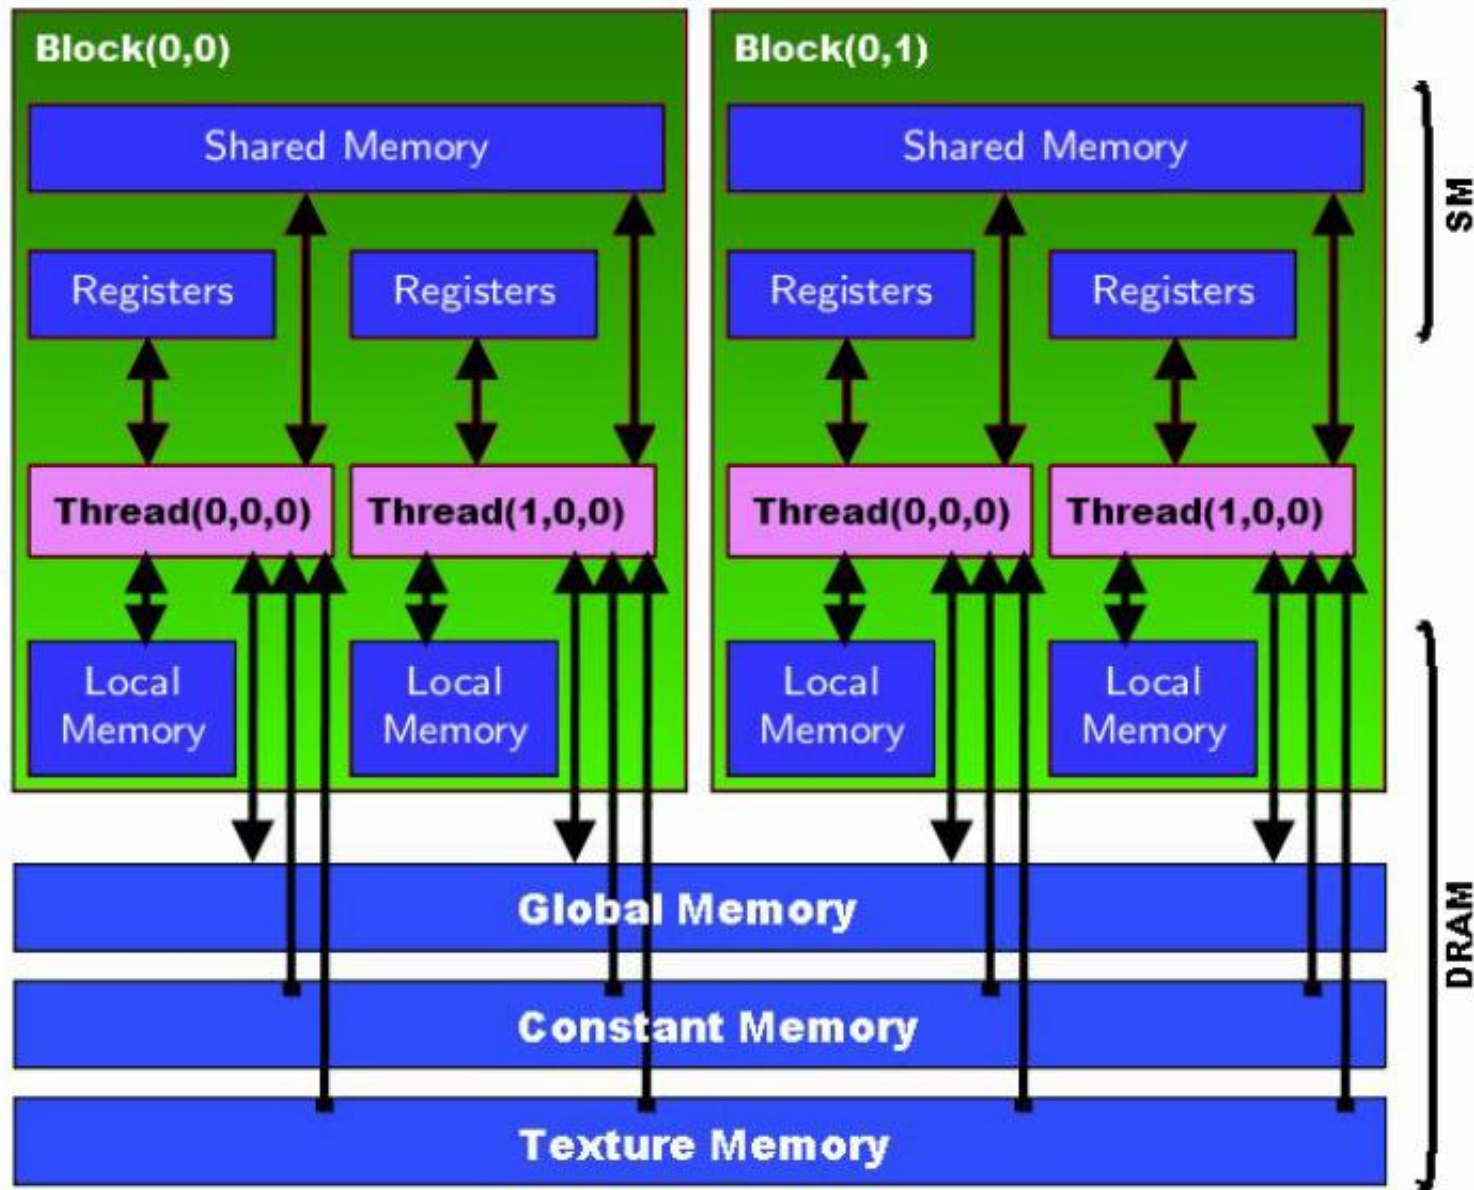 Block(0,0)
Shared Memory
Registers
Registers
Thread(0,0,0)
Thread(1,0,0)
Local
Memory
Local
Memory
Block(0,1)
Shared Memory
Registers
Registers
Thread(0,0,0)
Thread(1,0,0)
Local
Memory
Local
Memory
SM
DRAM
Global Memory
Constant Memory
Texture Memory